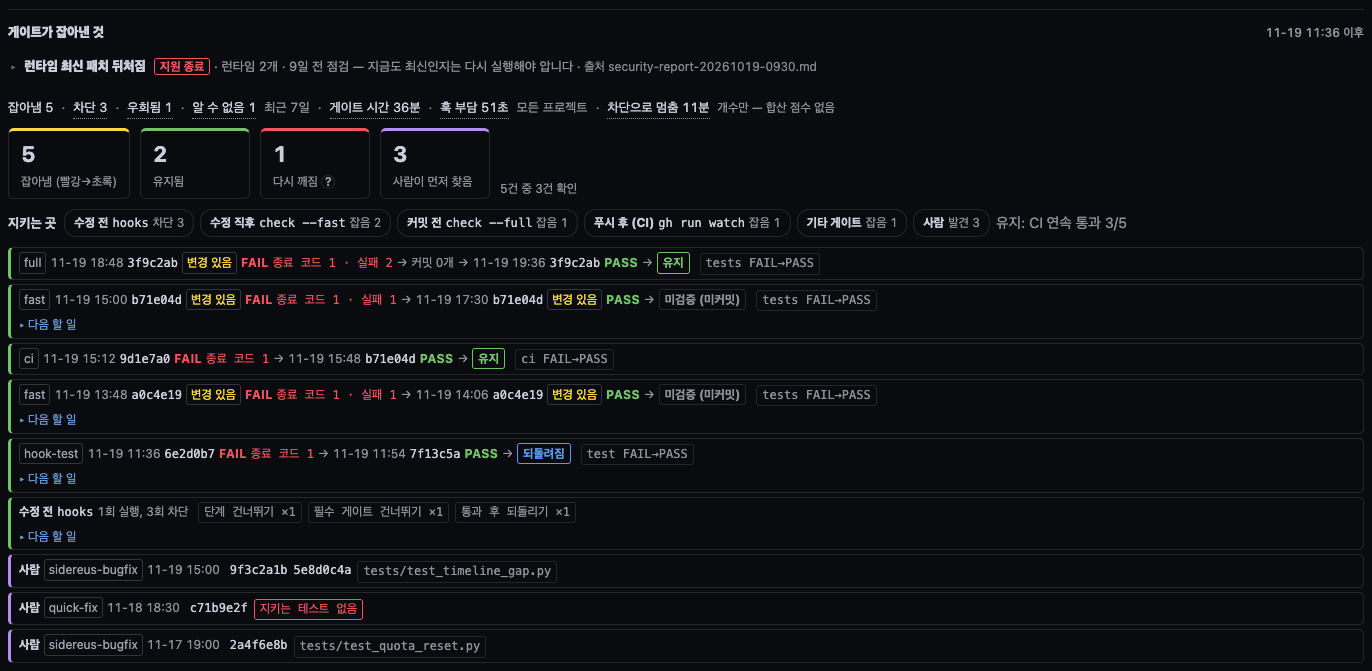 게이트가 잡아낸 것
11-19 11:36 이후
▸ 런타임 최신 패치 뒤처짐 지원 종료 · 런타임 2개 · 9일 전 점검 — 지금도 최신인지는 다시 실행해야 압니다 · 출처 security-report-20261019-0930.md
잡아냄 5 · 차단 3 · 우회됨 1 · 알 수 없음 1 최근 7일 · 게이트 시간 36분 · 훅 부담 51초 모든 프로젝트 · 차단으로 멈춤 11분 개수만 — 합산 점수 없음
5
잡아냄 (빨강→초록)
2
유지됨
1
다시 깨짐 ?
3
사람이 먼저 찾음
5건 중 3건 확인
지키는 곳 수정 전 hooks 차단 3 수정 직후 check --fast 잡음 2 커밋 전 check --full 잡음 1 푸시 후 (CI) gh run watch 잡음 1 기타 게이트 잡음 1 사람 발견 3 유지: CI 연속 통과 3/5
full 11-19 18:48 3f9c2ab 변경 있음 FAIL 종료 코드 1 · 실패 2 → 커밋 0개 → 11-19 19:36 3f9c2ab PASS → 유지 tests FAIL→PASS
fast 11-19 15:00 b71e04d 변경 있음 FAIL 종료 코드 1 · 실패 1 → 11-19 17:30 b71e04d 변경 있음 PASS → 미검증 (미커밋) tests FAIL→PASS
▸ 다음 할 일
ci 11-19 15:12 9d1e7a0 FAIL 종료 코드 1 → 11-19 15:48 b71e04d PASS → 유지 ci FAIL→PASS
fast 11-19 13:48 a0c4e19 변경 있음 FAIL 종료 코드 1 · 실패 1 → 11-19 14:06 a0c4e19 변경 있음 PASS → 미검증 (미커밋) tests FAIL→PASS
▸ 다음 할 일
hook-test 11-19 11:36 6e2d0b7 FAIL 종료 코드 1 → 11-19 11:54 7f13c5a PASS → 되돌려짐 test FAIL→PASS
▸ 다음 할 일
수정 전 hooks 1회 실행, 3회 차단 단계 건너뛰기 ×1 필수 게이트 건너뛰기 ×1 통과 후 되돌리기 ×1
▸ 다음 할 일
사람 sidereus-bugfix 11-19 15:00 9f3c2a1b 5e8d0c4a tests/test_timeline_gap.py
사람 quick-fix 11-18 18:30 c71b9e2f 지키는 테스트 없음
사람 sidereus-bugfix 11-17 19:00 2a4f6e8b tests/test_quota_reset.py